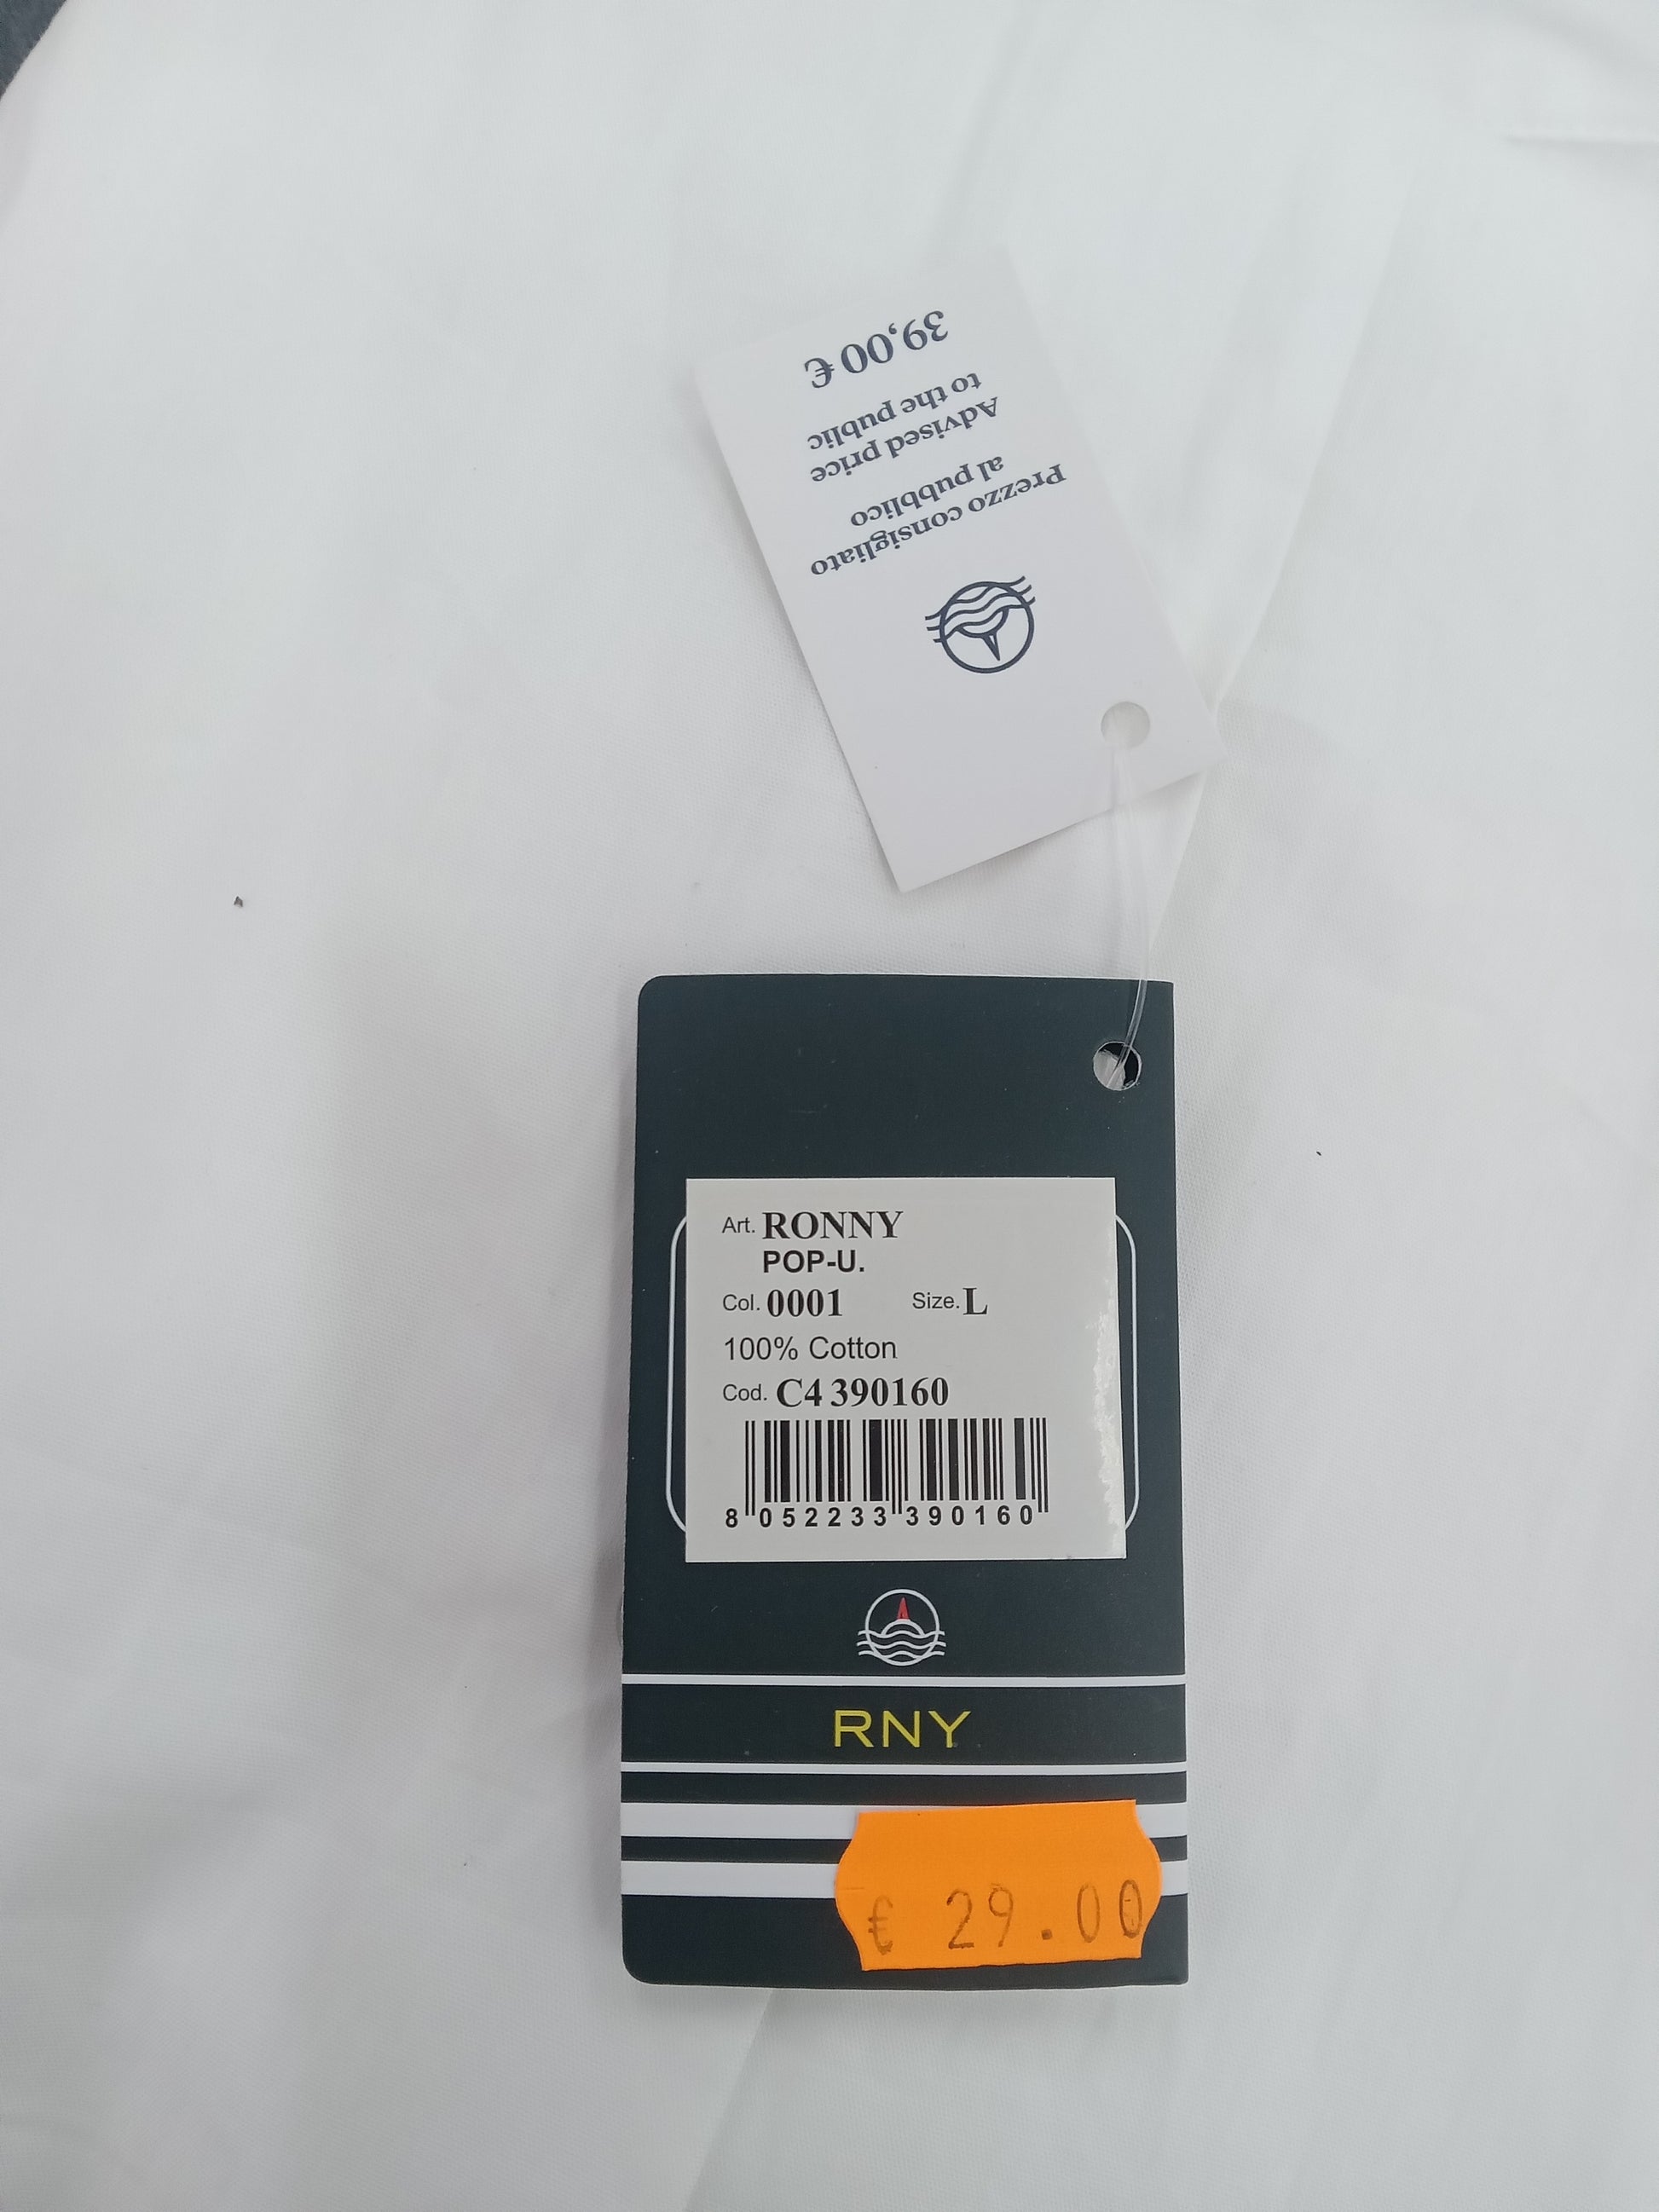 Prezzo consigliato
al pubblico
Advised price
to the public
39,00 €
Art. RONNY
POP-U.
Col. 0001 Size. L
100% Cotton
Cod. C4 390160
8 052233 390160
RNY
€ 29.00